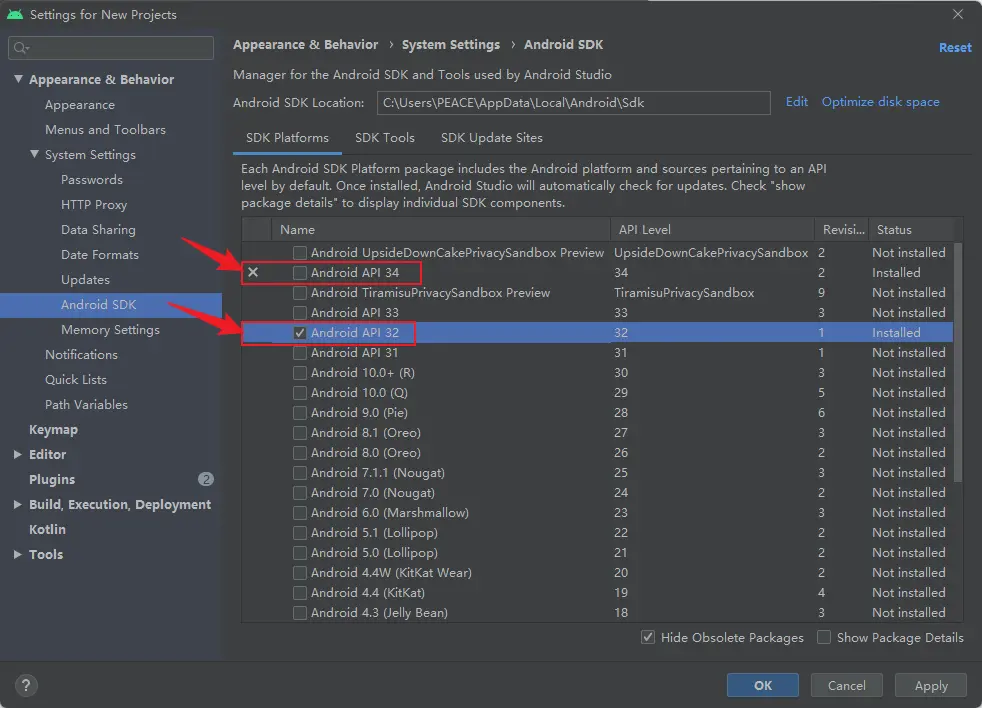 Settings for New Projects
Appearance & Behavior
Appearance
Menus and Toolbars
System Settings
Passwords
HTTP Proxy
Data Sharing
Date Formats
Updates
Android SDK
Memory Settings
Notifications
Quick Lists
Path Variables
Keymap
Editor
Plugins 2
Build, Execution, Deployment
Kotlin
Tools
Appearance & Behavior › System Settings › Android SDK
Reset
Manager for the Android SDK and Tools used by Android Studio
Android SDK Location: C:\Users\PEACE\AppData\Local\Android\Sdk Edit Optimize disk space
SDK Platforms SDK Tools SDK Update Sites
Each Android SDK Platform package includes the Android platform and sources pertaining to an API
level by default. Once installed, Android Studio will automatically check for updates. Check "show
package details" to display individual SDK components.
Name API Level Revisi... Status
Android UpsideDownCakePrivacySandbox Preview UpsideDownCakePrivacySandbox 2 Not installed
Android API 34 34 2 Installed
Android TiramisuPrivacySandbox Preview TiramisuPrivacySandbox 9 Not installed
Android API 33 33 3 Not installed
Android API 32 32 1 Installed
Android API 31 31 1 Not installed
Android 10.0+ (R) 30 3 Not installed
Android 10.0 (Q) 29 5 Not installed
Android 9.0 (Pie) 28 6 Not installed
Android 8.1 (Oreo) 27 3 Not installed
Android 8.0 (Oreo) 26 2 Not installed
Android 7.1.1 (Nougat) 25 3 Not installed
Android 7.0 (Nougat) 24 2 Not installed
Android 6.0 (Marshmallow) 23 3 Not installed
Android 5.1 (Lollipop) 22 2 Not installed
Android 5.0 (Lollipop) 21 2 Not installed
Android 4.4W (KitKat Wear) 20 2 Not installed
Android 4.4 (KitKat) 19 4 Not installed
Android 4.3 (Jelly Bean) 18 3 Not installed
Hide Obsolete Packages Show Package Details
? OK Cancel Apply